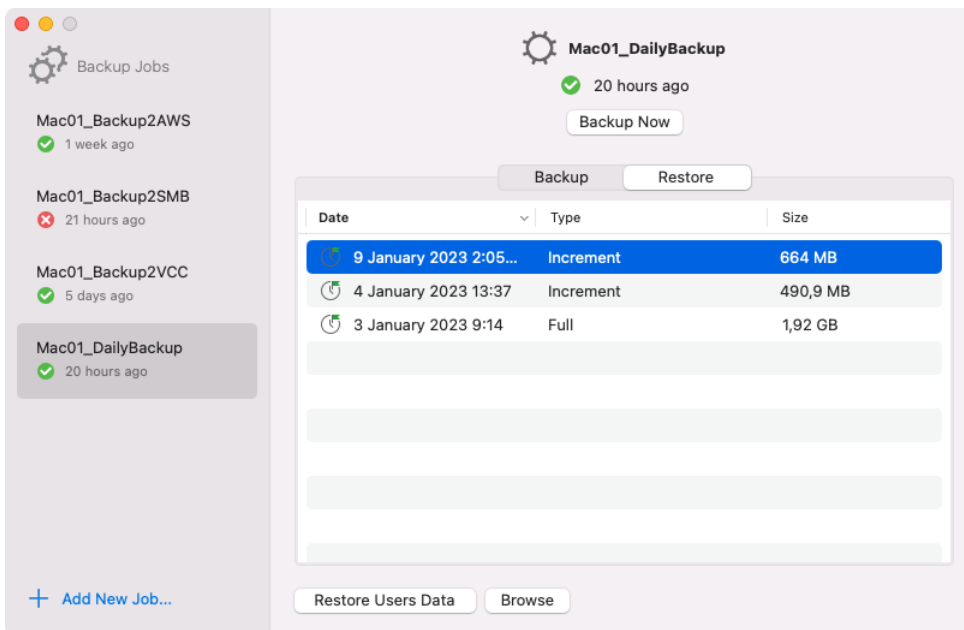 Backup Jobs
Mac01_Backup2AWS
1 week ago
Mac01_Backup2SMB
21 hours ago
Mac01_Backup2VCC
5 days ago
Mac01_DailyBackup
20 hours ago
Add New Job...
Mac01_DailyBackup
20 hours ago
Backup Now
Backup Restore
Date Type Size
9 January 2023 2:05... Increment 664 MB
4 January 2023 13:37 Increment 490,9 MB
3 January 2023 9:14 Full 1,92 GB
Restore Users Data Browse